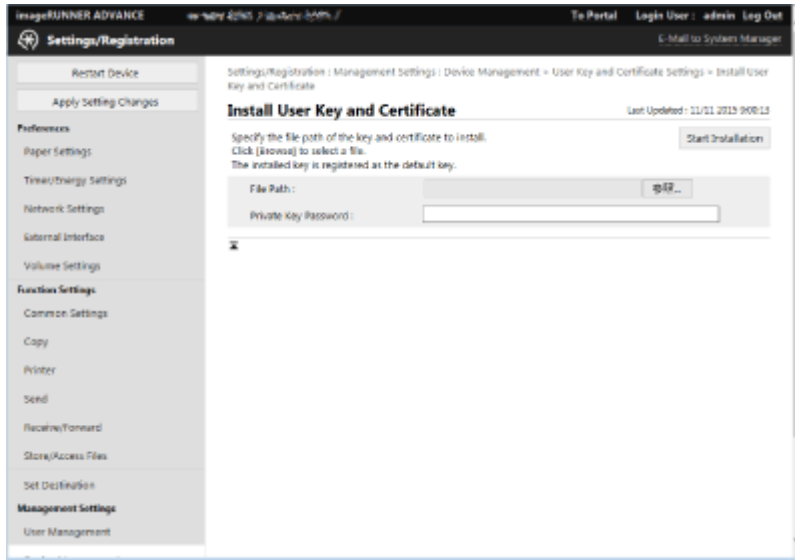 imageRUNNER ADVANCE
To Portal Login User : admin Log Out
Settings/Registration
E-Mail to System Manager
Restart Device
Apply Setting Changes
Preferences
Paper Settings
Timer/Energy Settings
Network Settings
External Interface
Volume Settings
Function Settings
Common Settings
Copy
Printer
Send
Receive/Forward
Store/Access Files
Set Destination
Management Settings
User Management
Settings/Registration : Management Settings : Device Management > User Key and Certificate Settings > Install User
Key and Certificate
Install User Key and Certificate
Last Updated : 11/11 2015 9:00:13
Specify the file path of the key and certificate to install.
Click [Browse] to select a file.
The installed key is registered as the default key.
Start Installation
File Path :
参照...
Private Key Password :